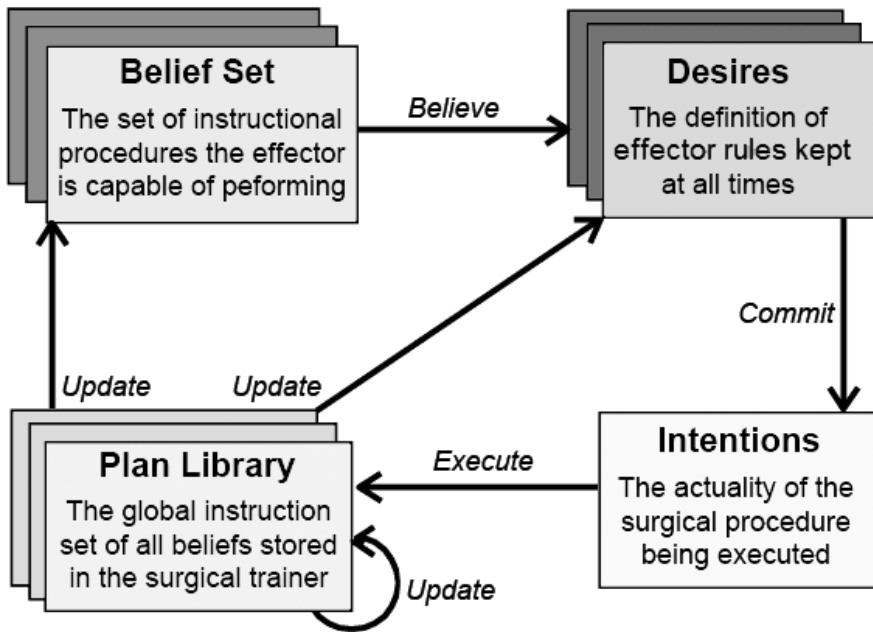 Belief Set
The set of instructional
procedures the effector
is capable of peforming
Believe
Desires
The definition of
effector rules kept
at all times
Commit
Update
Update
Plan Library
The global instruction
set of all beliefs stored
in the surgical trainer
Execute
Update
Intentions
The actuality of the
surgical procedure
being executed